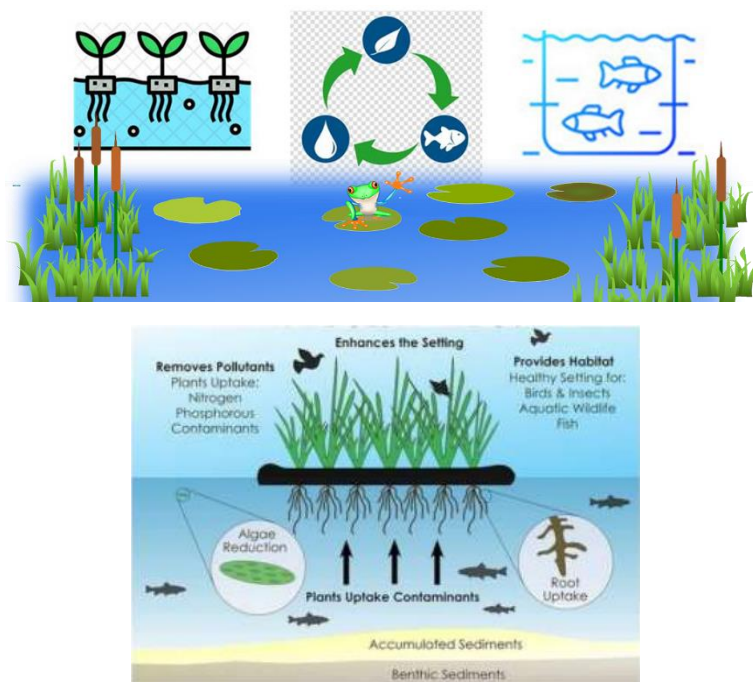 Enhances the Setting
Removes Pollutants
Plants Uptake:
Nitrogen
Phosphorous
Contaminants
Provides Habitat
Healthy Setting for:
Birds & Insects
Aquatic Wildlife
Fish
Algae
Reduction
Root
Uptake
Plants Uptake Contaminants
Accumulated Sediments
Benthic Sediments